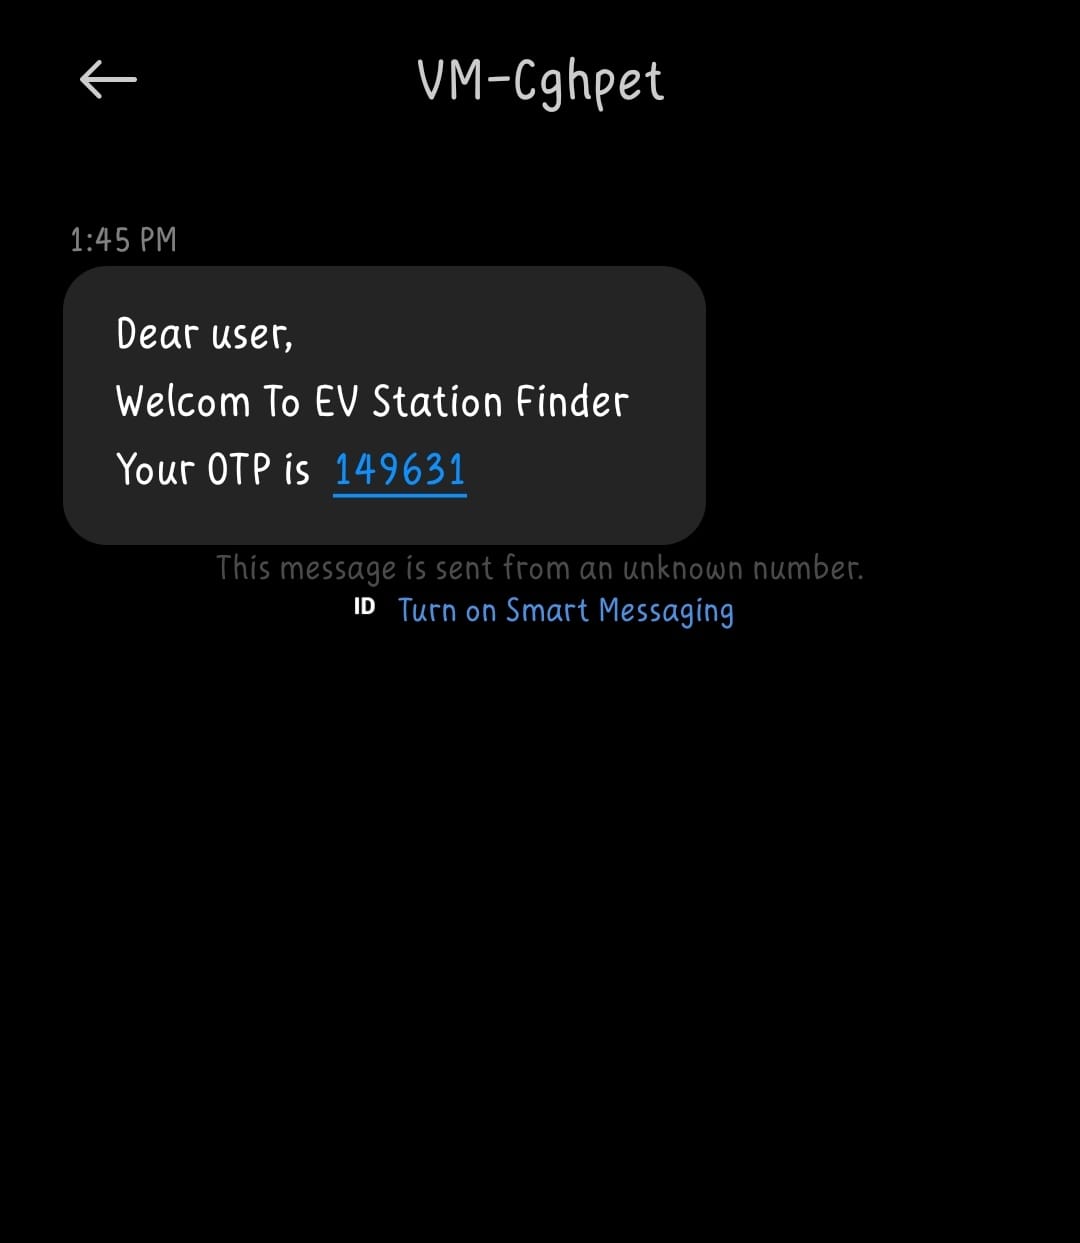 VM-Cghpet
1:45 PM
Dear user,
Welcom To EV Station Finder
Your OTP is 149631
This message is sent from an unknown number.
ID Turn on Smart Messaging